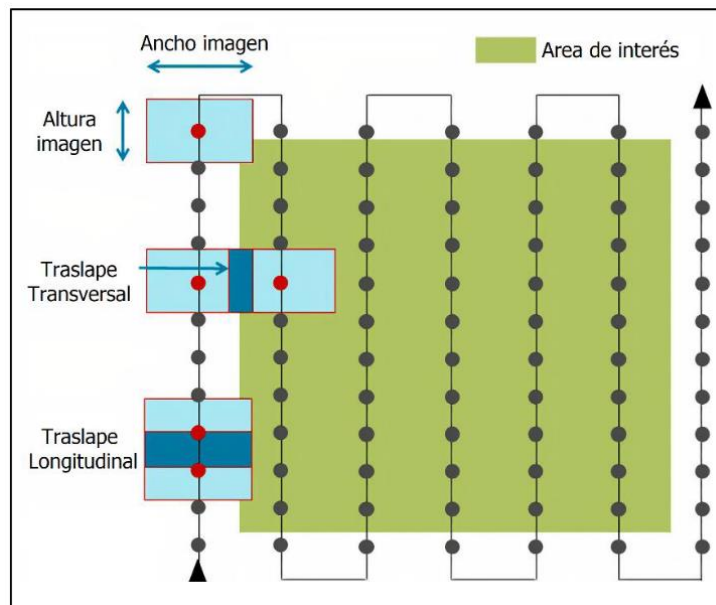 Ancho imagen
Area de interés
Altura
imagen
Traslape
Transversal
Traslape
Longitudinal